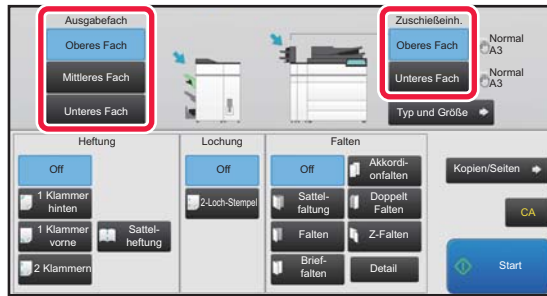 Ausgabefach
Oberes Fach
Mittleres Fach
Unteres Fach
Zuschießeinh.
Oberes Fach
Normal
A3
Unteres Fach
Normal
A3
Typ und Größe
Heftung
Off
1 Klammer
hinten
1 Klammer
vorne
Sattel-
heftung
2 Klammern
Lochung
Off
2-Loch-Stempel
Falten
Off
Akkordi-
onfalten
Sattel-
faltung
Doppelt
Falten
Falten
Z-Falten
Brief-
falten
Detail
Kopien/Seiten
CA
Start